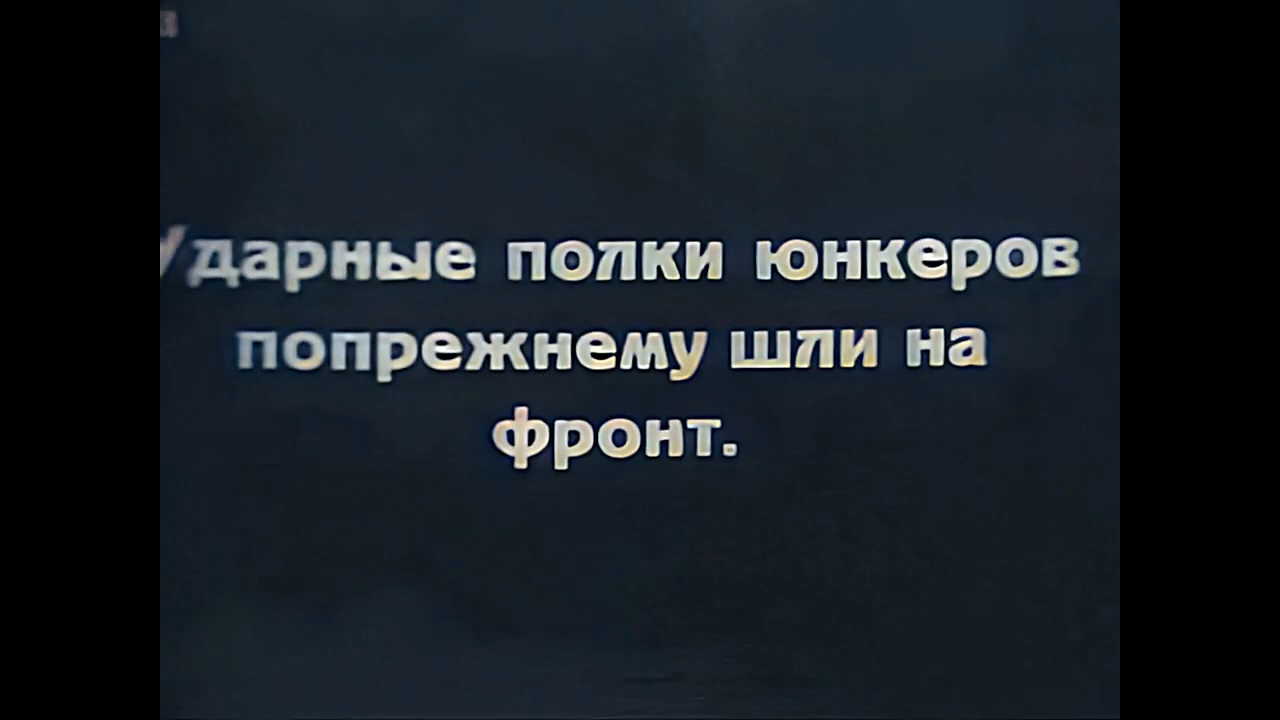 Ударные полки юнкеров
попрежнему шли на
фронт.